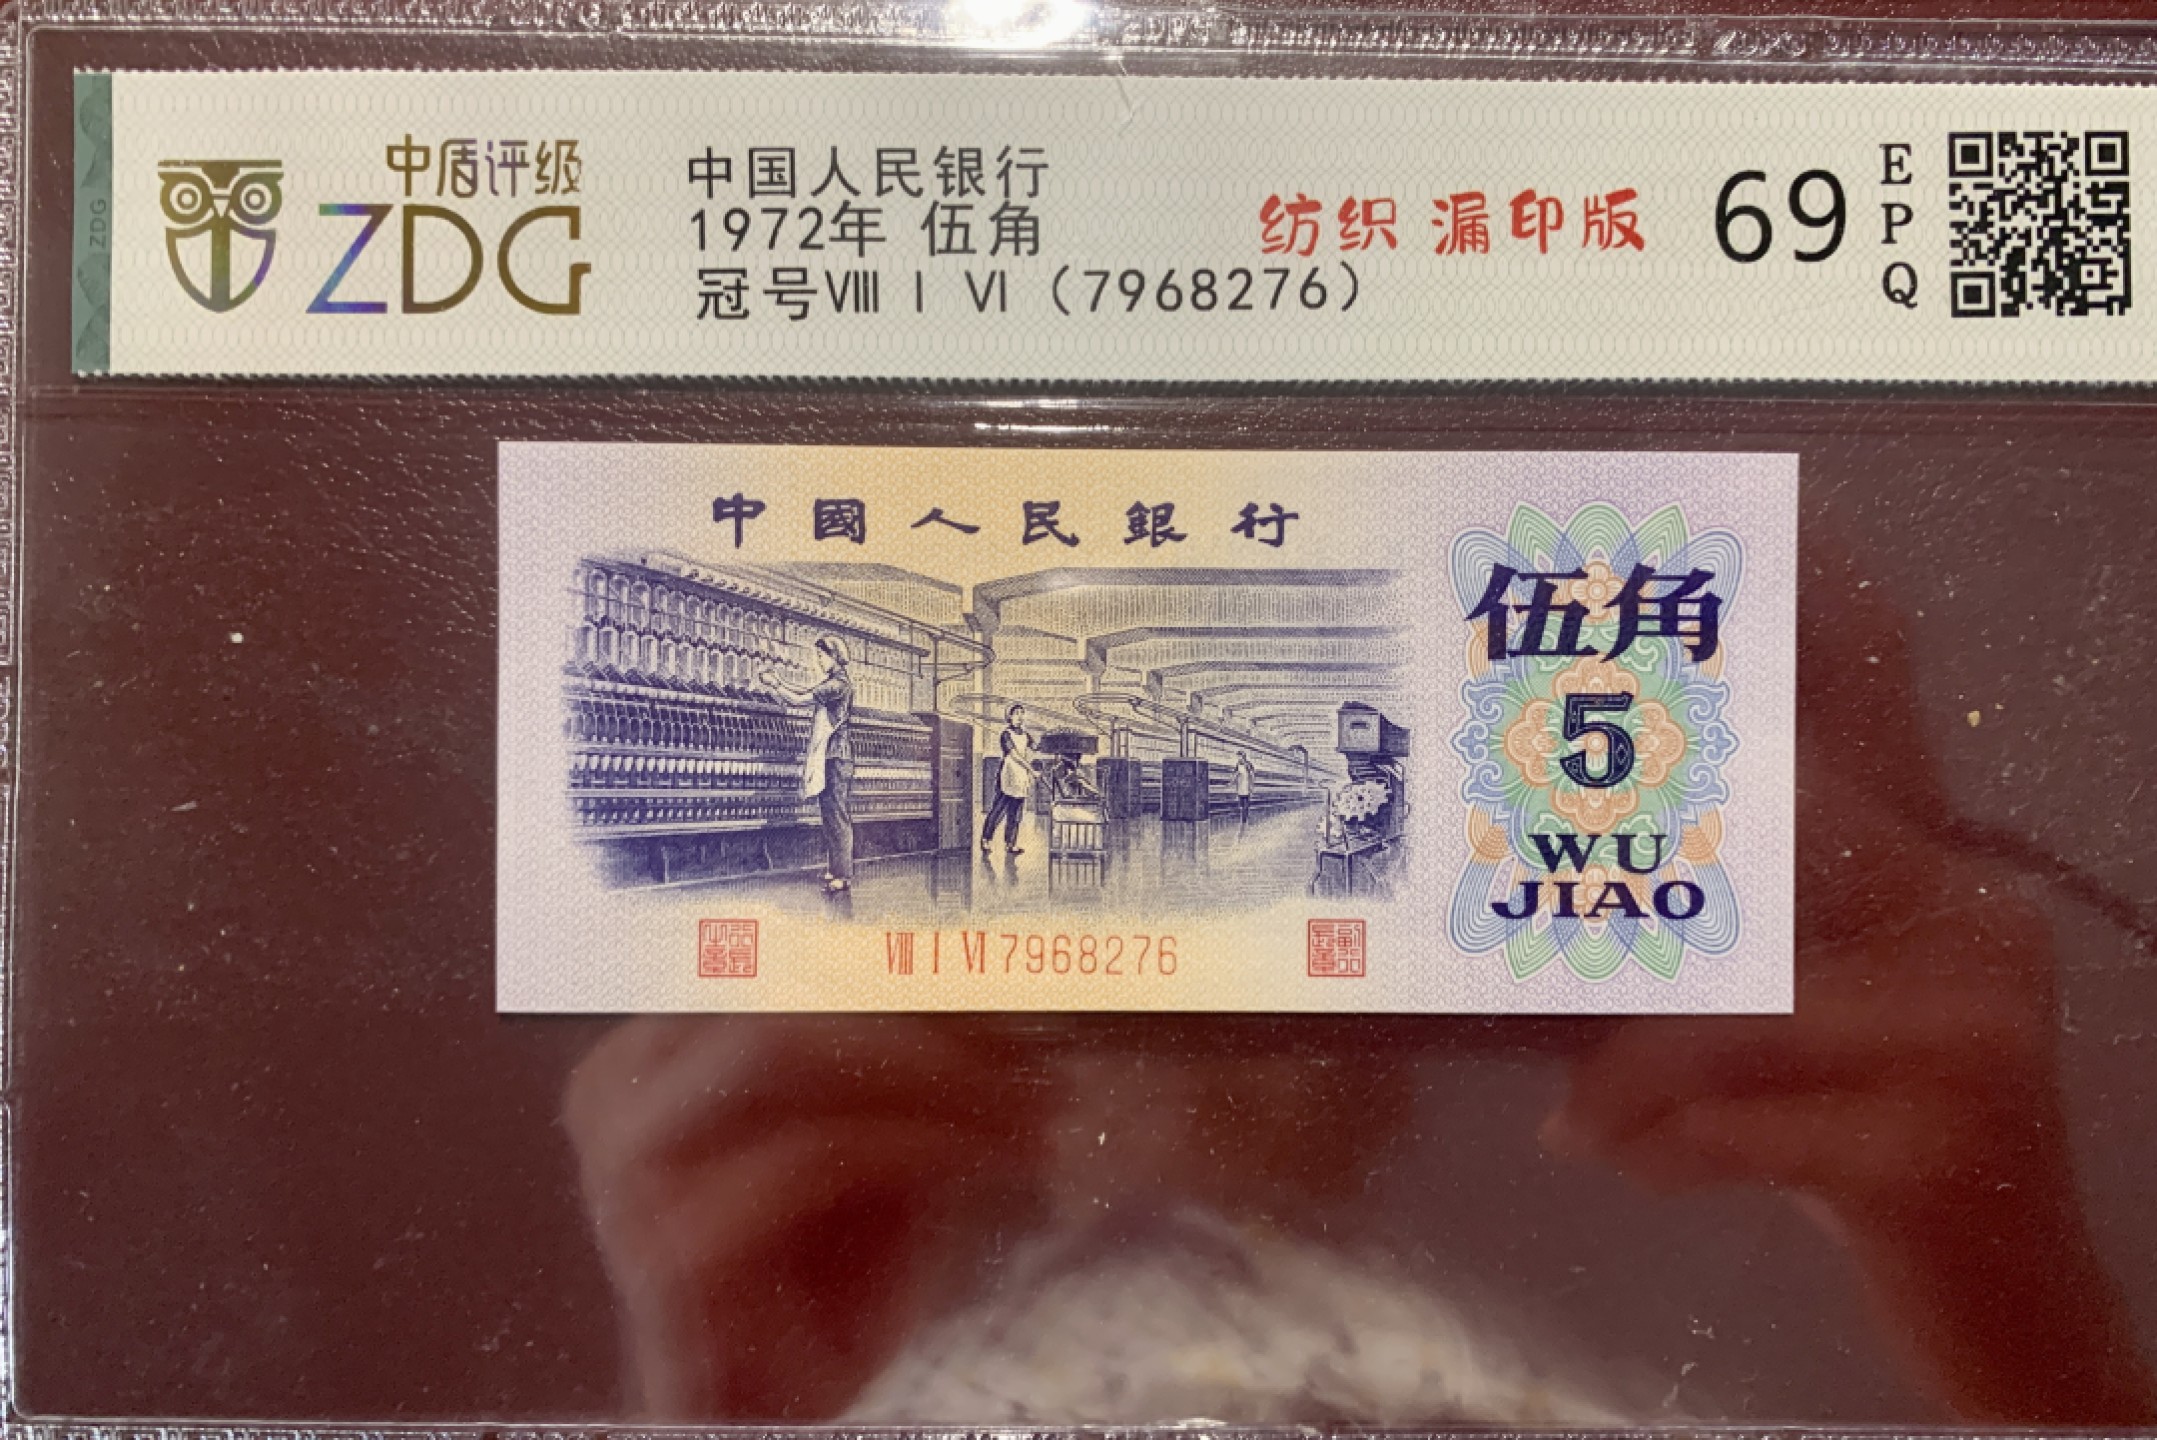 ZDG
中盾评级
ZDG
中国人民银行
1972年 伍角
冠号Ⅷ Ⅰ Ⅵ（7968276）
纺织 漏印版
69
EPQ
中國人民銀行
伍角
5
WU
JIAO
Ⅷ Ⅰ Ⅵ 7968276